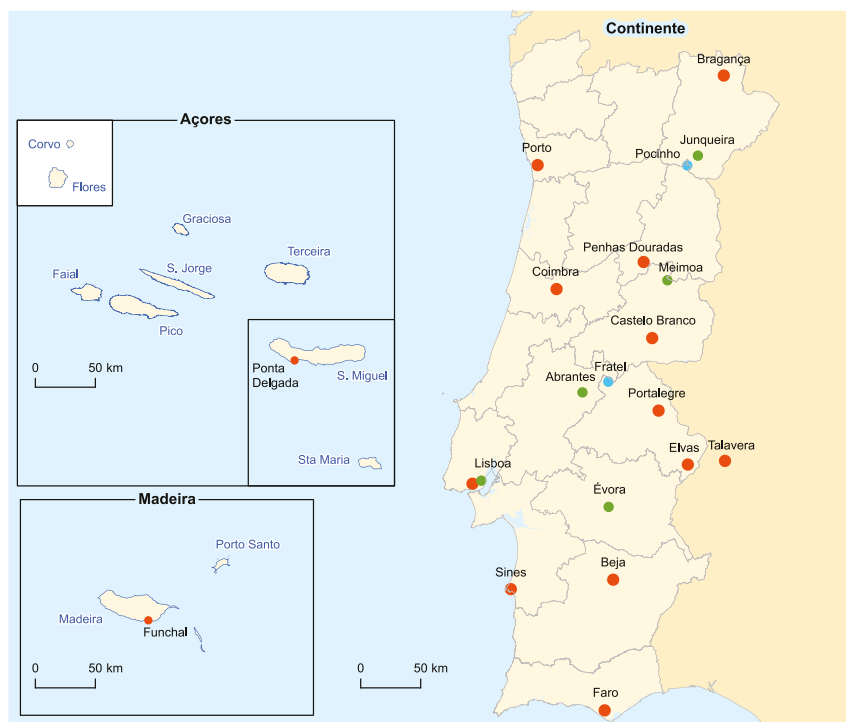 Continente
Bragança
Açores
Corvo
Flores
Graciosa
Terceira
S. Jorge
Faial
Pico
0 50 km
Ponta
Delgada
S. Miguel
Sta Maria
Madeira
Porto Santo
Madeira
Funchal
0 50 km
0 50 km
Junqueira
Pocinho
Porto
Penhas Douradas
Meimoa
Coimbra
Castelo Branco
Fratel
Abrantes
Portalegre
Elvas
Talavera
Lisboa
Évora
Beja
Sines
Faro